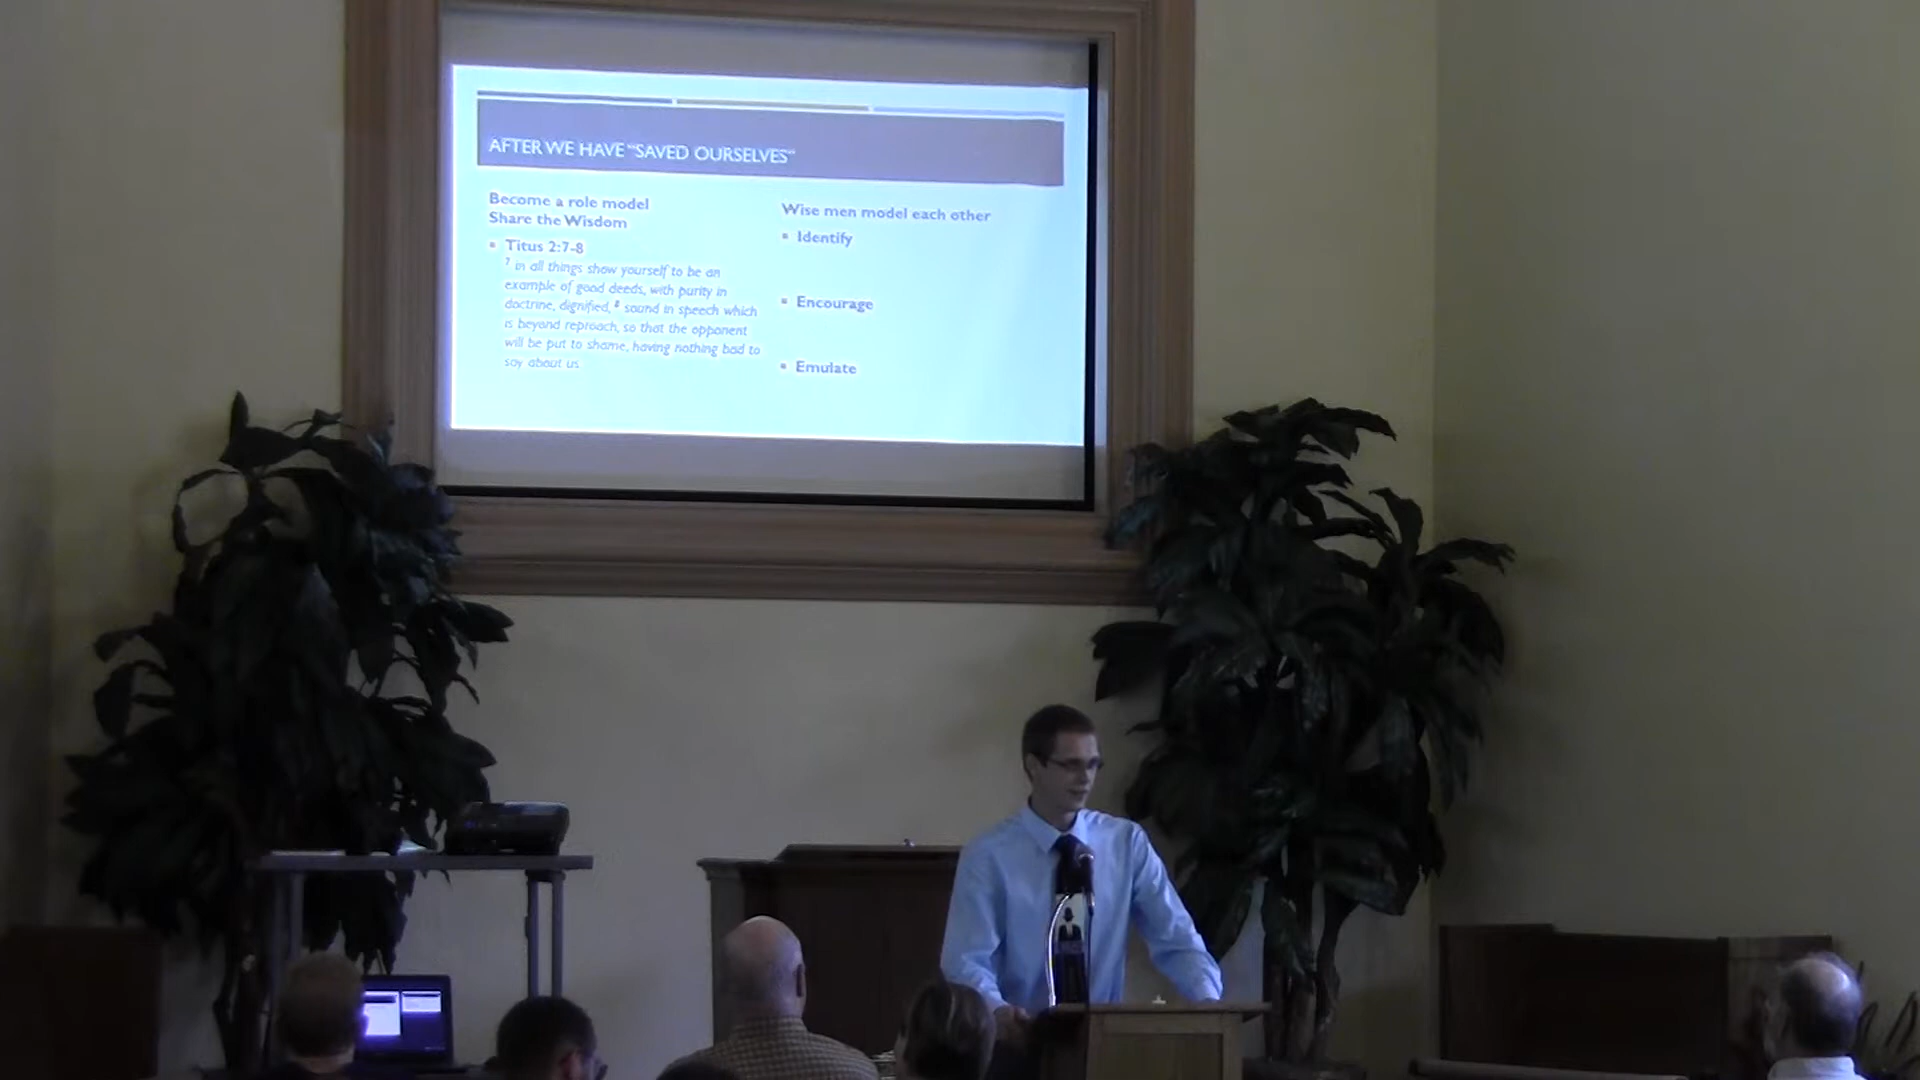 AFTER WE HAVE "SAVED OURSELVES"
Become a role model
Share the Wisdom
▪ Titus 2:7-8
7 in all things show yourself to be an
example of good deeds, with purity in
doctrine, dignified, 8 sound in speech which
is beyond reproach, so that the opponent
will be put to shame, having nothing bad to
say about us
Wise men model each other
▪ Identify
▪ Encourage
▪ Emulate